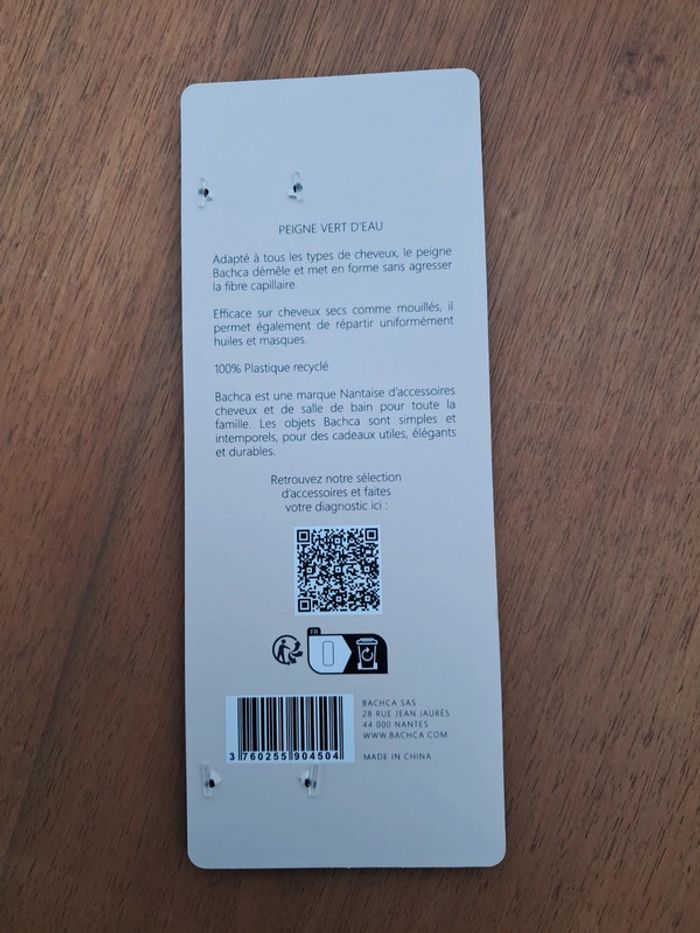 PEIGNE VERT D'EAU
Adapté à tous les types de cheveux, le peigne
Bachca démêle et met en forme sans agresser
la fibre capillaire.
Efficace sur cheveux secs comme mouillés, il
permet également de répartir uniformément
huiles et masques.
100% Plastique recyclé
Bachca est une marque Nantaise d'accessoires
cheveux et de salle de bain pour toute la
famille. Les objets Bachca sont simples et
intemporels, pour des cadeaux utiles, élégants
et durables.
Retrouvez notre sélection
d'accessoires et faites
votre diagnostic ici :
FR
BACHCA SAS
28 RUE JEAN JAURÈS
44 000 NANTES
WWW.BACHCA.COM
MADE IN CHINA
3 760255 904504